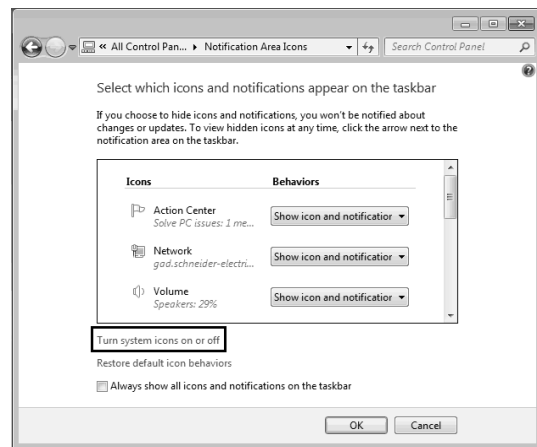 « All Control Pan... ▸ Notification Area Icons
Search Control Panel
Select which icons and notifications appear on the taskbar
If you choose to hide icons and notifications, you won't be notified about
changes or updates. To view hidden icons at any time, click the arrow next to the
notification area on the taskbar.
Icons Behaviors
Action Center
Solve PC issues: 1 me...
Show icon and notification
Network
gad.schneider-electri...
Show icon and notification
Volume
Speakers: 29%
Show icon and notification
Turn system icons on or off
Restore default icon behaviors
Always show all icons and notifications on the taskbar
OK Cancel